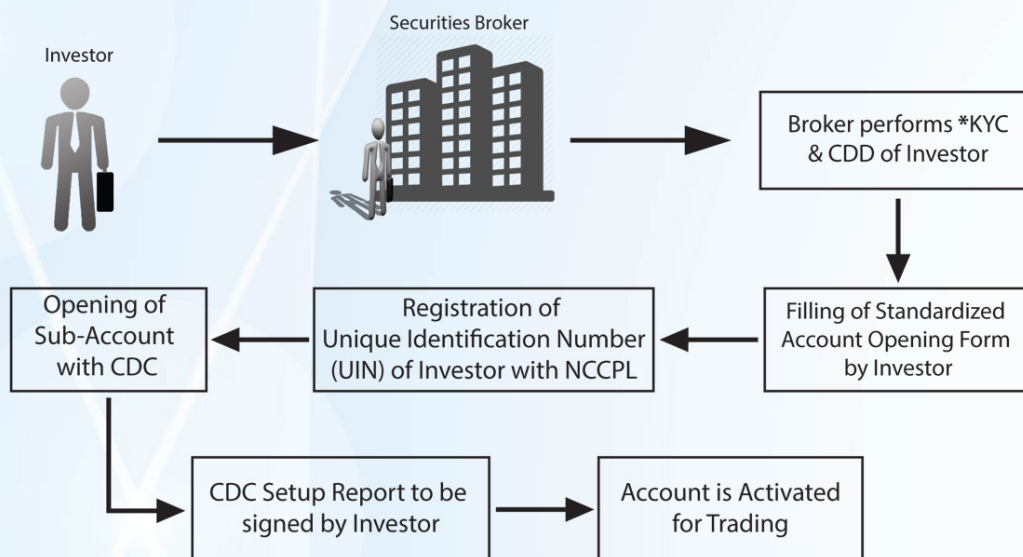 Investor
Securities Broker
Broker performs *KYC
& CDD of Investor
Filling of Standardized
Account Opening Form
by Investor
Registration of
Unique Identification Number
(UIN) of Investor with NCCPL
Opening of
Sub-Account
with CDC
CDC Setup Report to be
signed by Investor
Account is Activated
for Trading